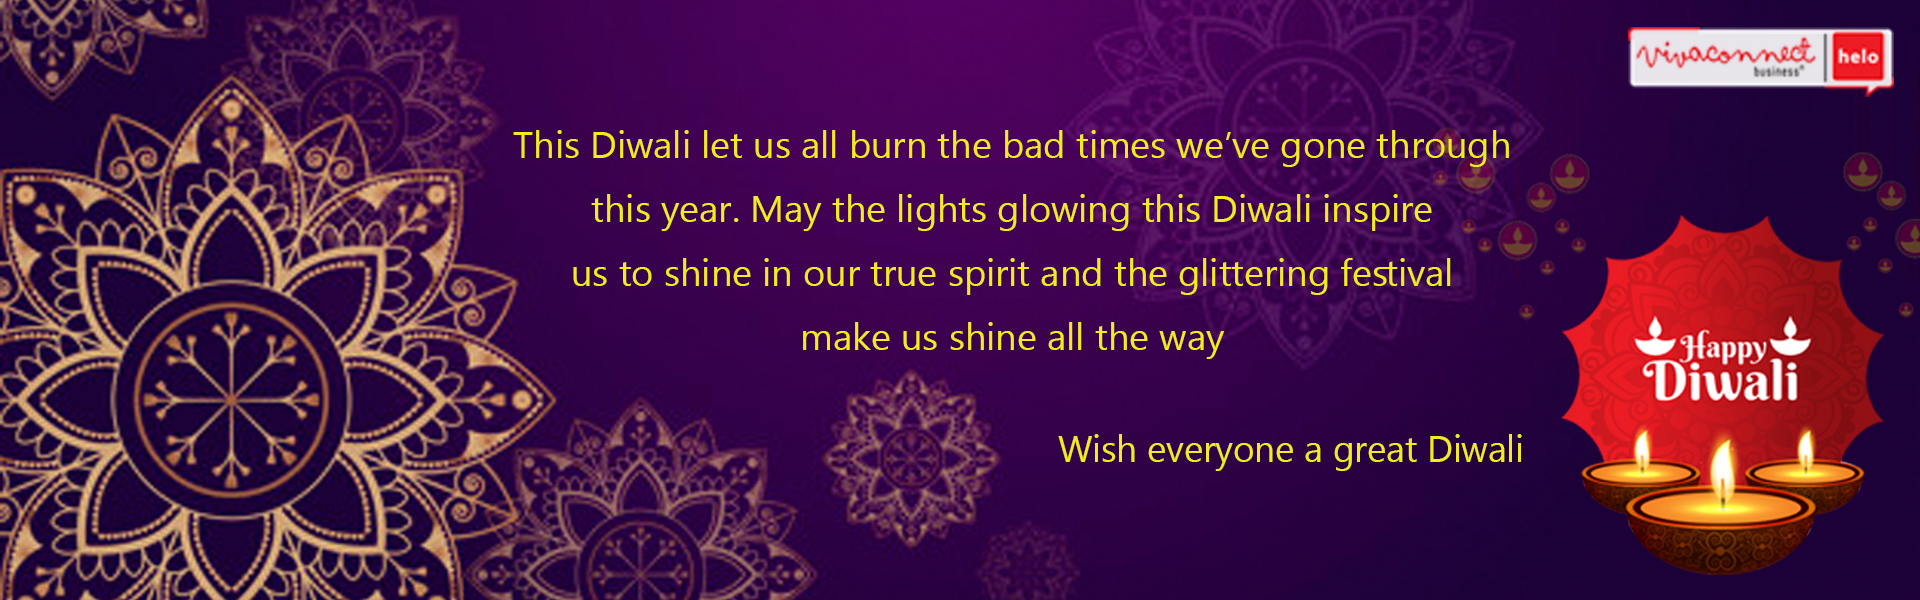 vivaconnect
business®
helo
This Diwali let us all burn the bad times we’ve gone through
this year. May the lights glowing this Diwali inspire
us to shine in our true spirit and the glittering festival
make us shine all the way
Happy
Diwali
Wish everyone a great Diwali